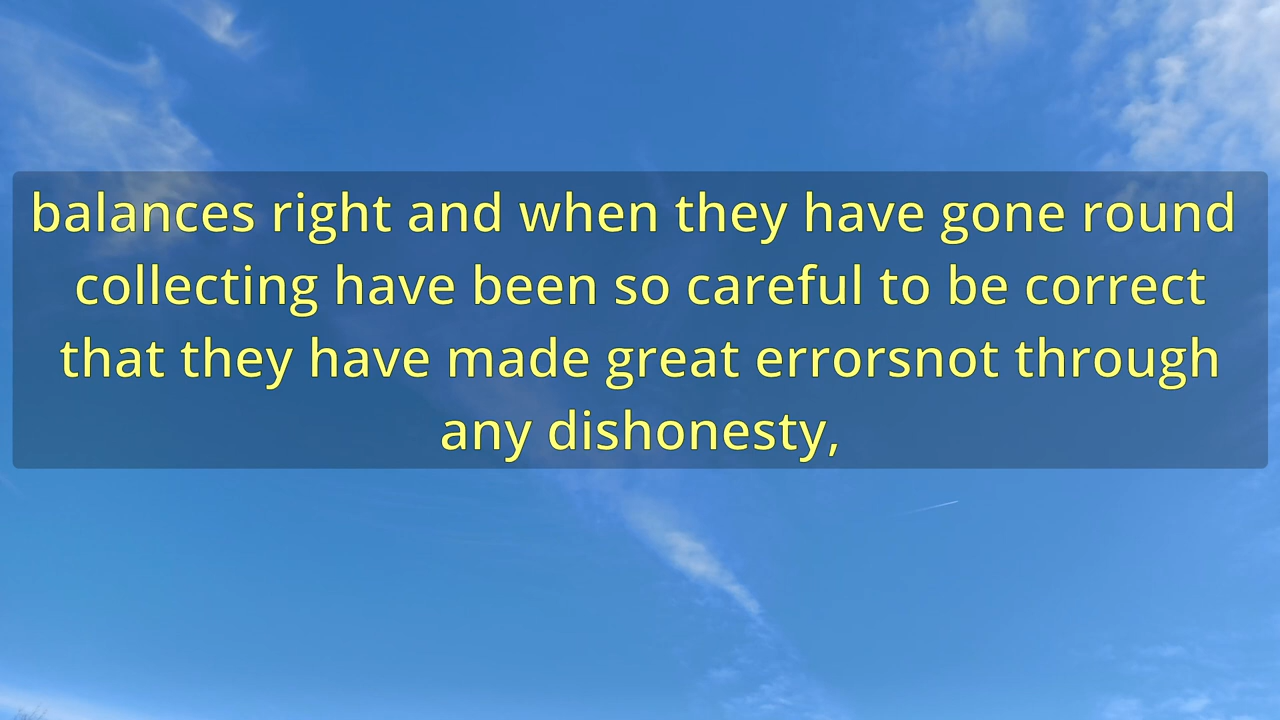 balances right and when they have gone round
collecting have been so careful to be correct
that they have made great errorsnot through
any dishonesty,